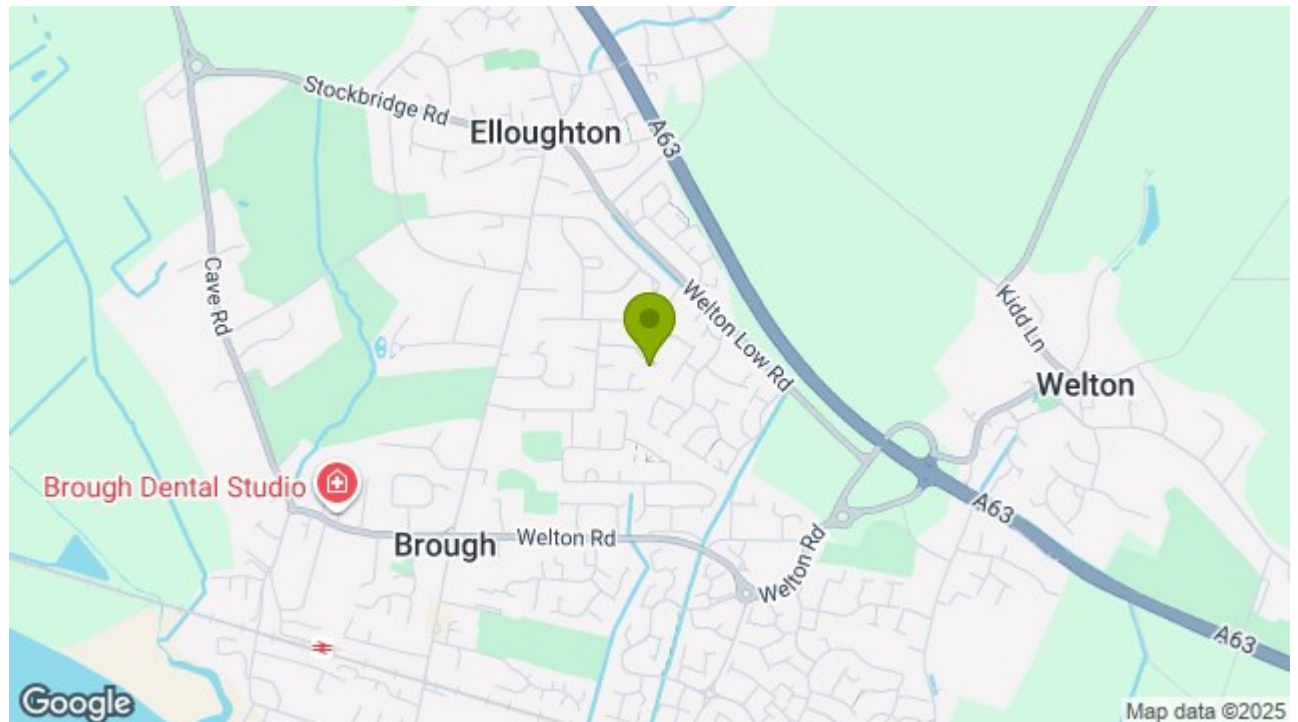 Stockbridge Rd
Elloughton
A63
Cave Rd
Welton Low Rd
Kidd Ln
Welton
Brough Dental Studio
Brough
Welton Rd
A63
Welton Rd
A63
Google
Map data ©2025